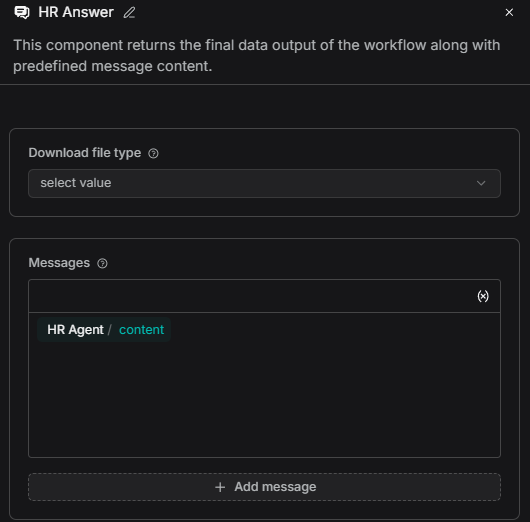 HR Answer
This component returns the final data output of the workflow along with
predefined message content.
Download file type
select value
Messages
(x)
HR Agent / content
+ Add message